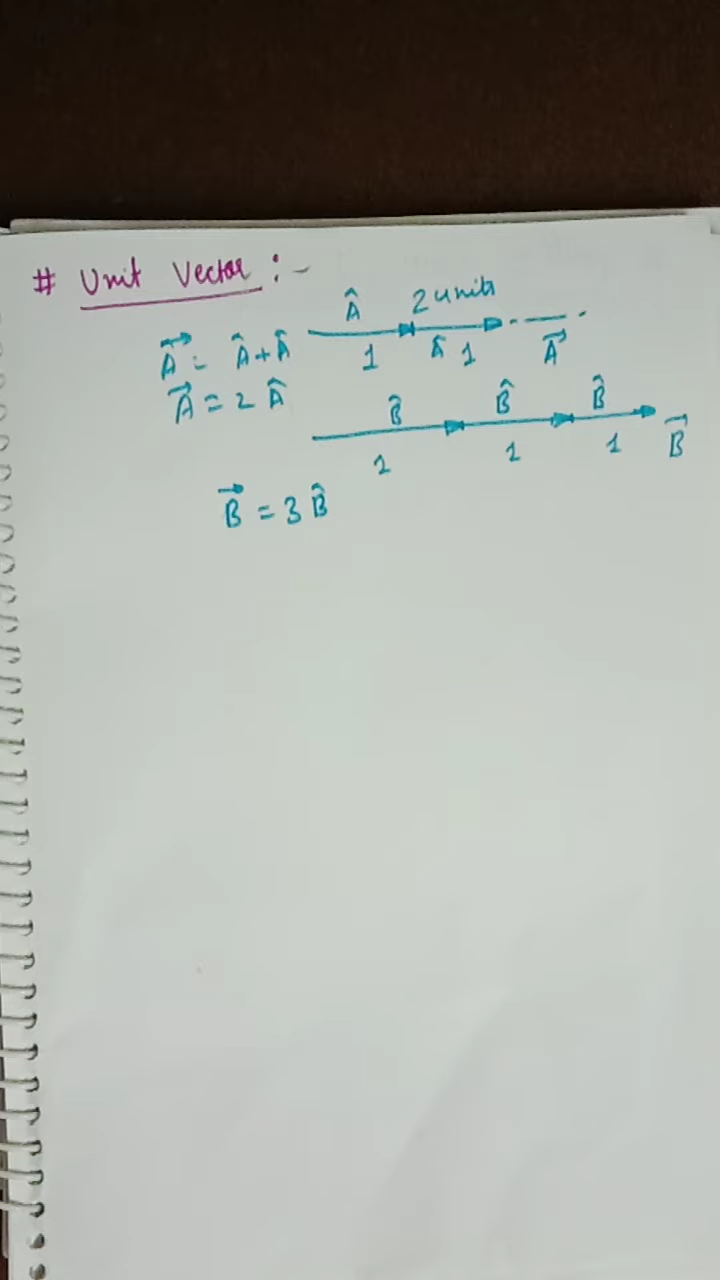 # Unit Vector :-
Â 2 units
A⃗ = Â + Â 1 Â 1 A⃗
A⃗ = 2 Â
B̂ B̂ B̂
1 1 1 B⃗
B⃗ = 3 B̂